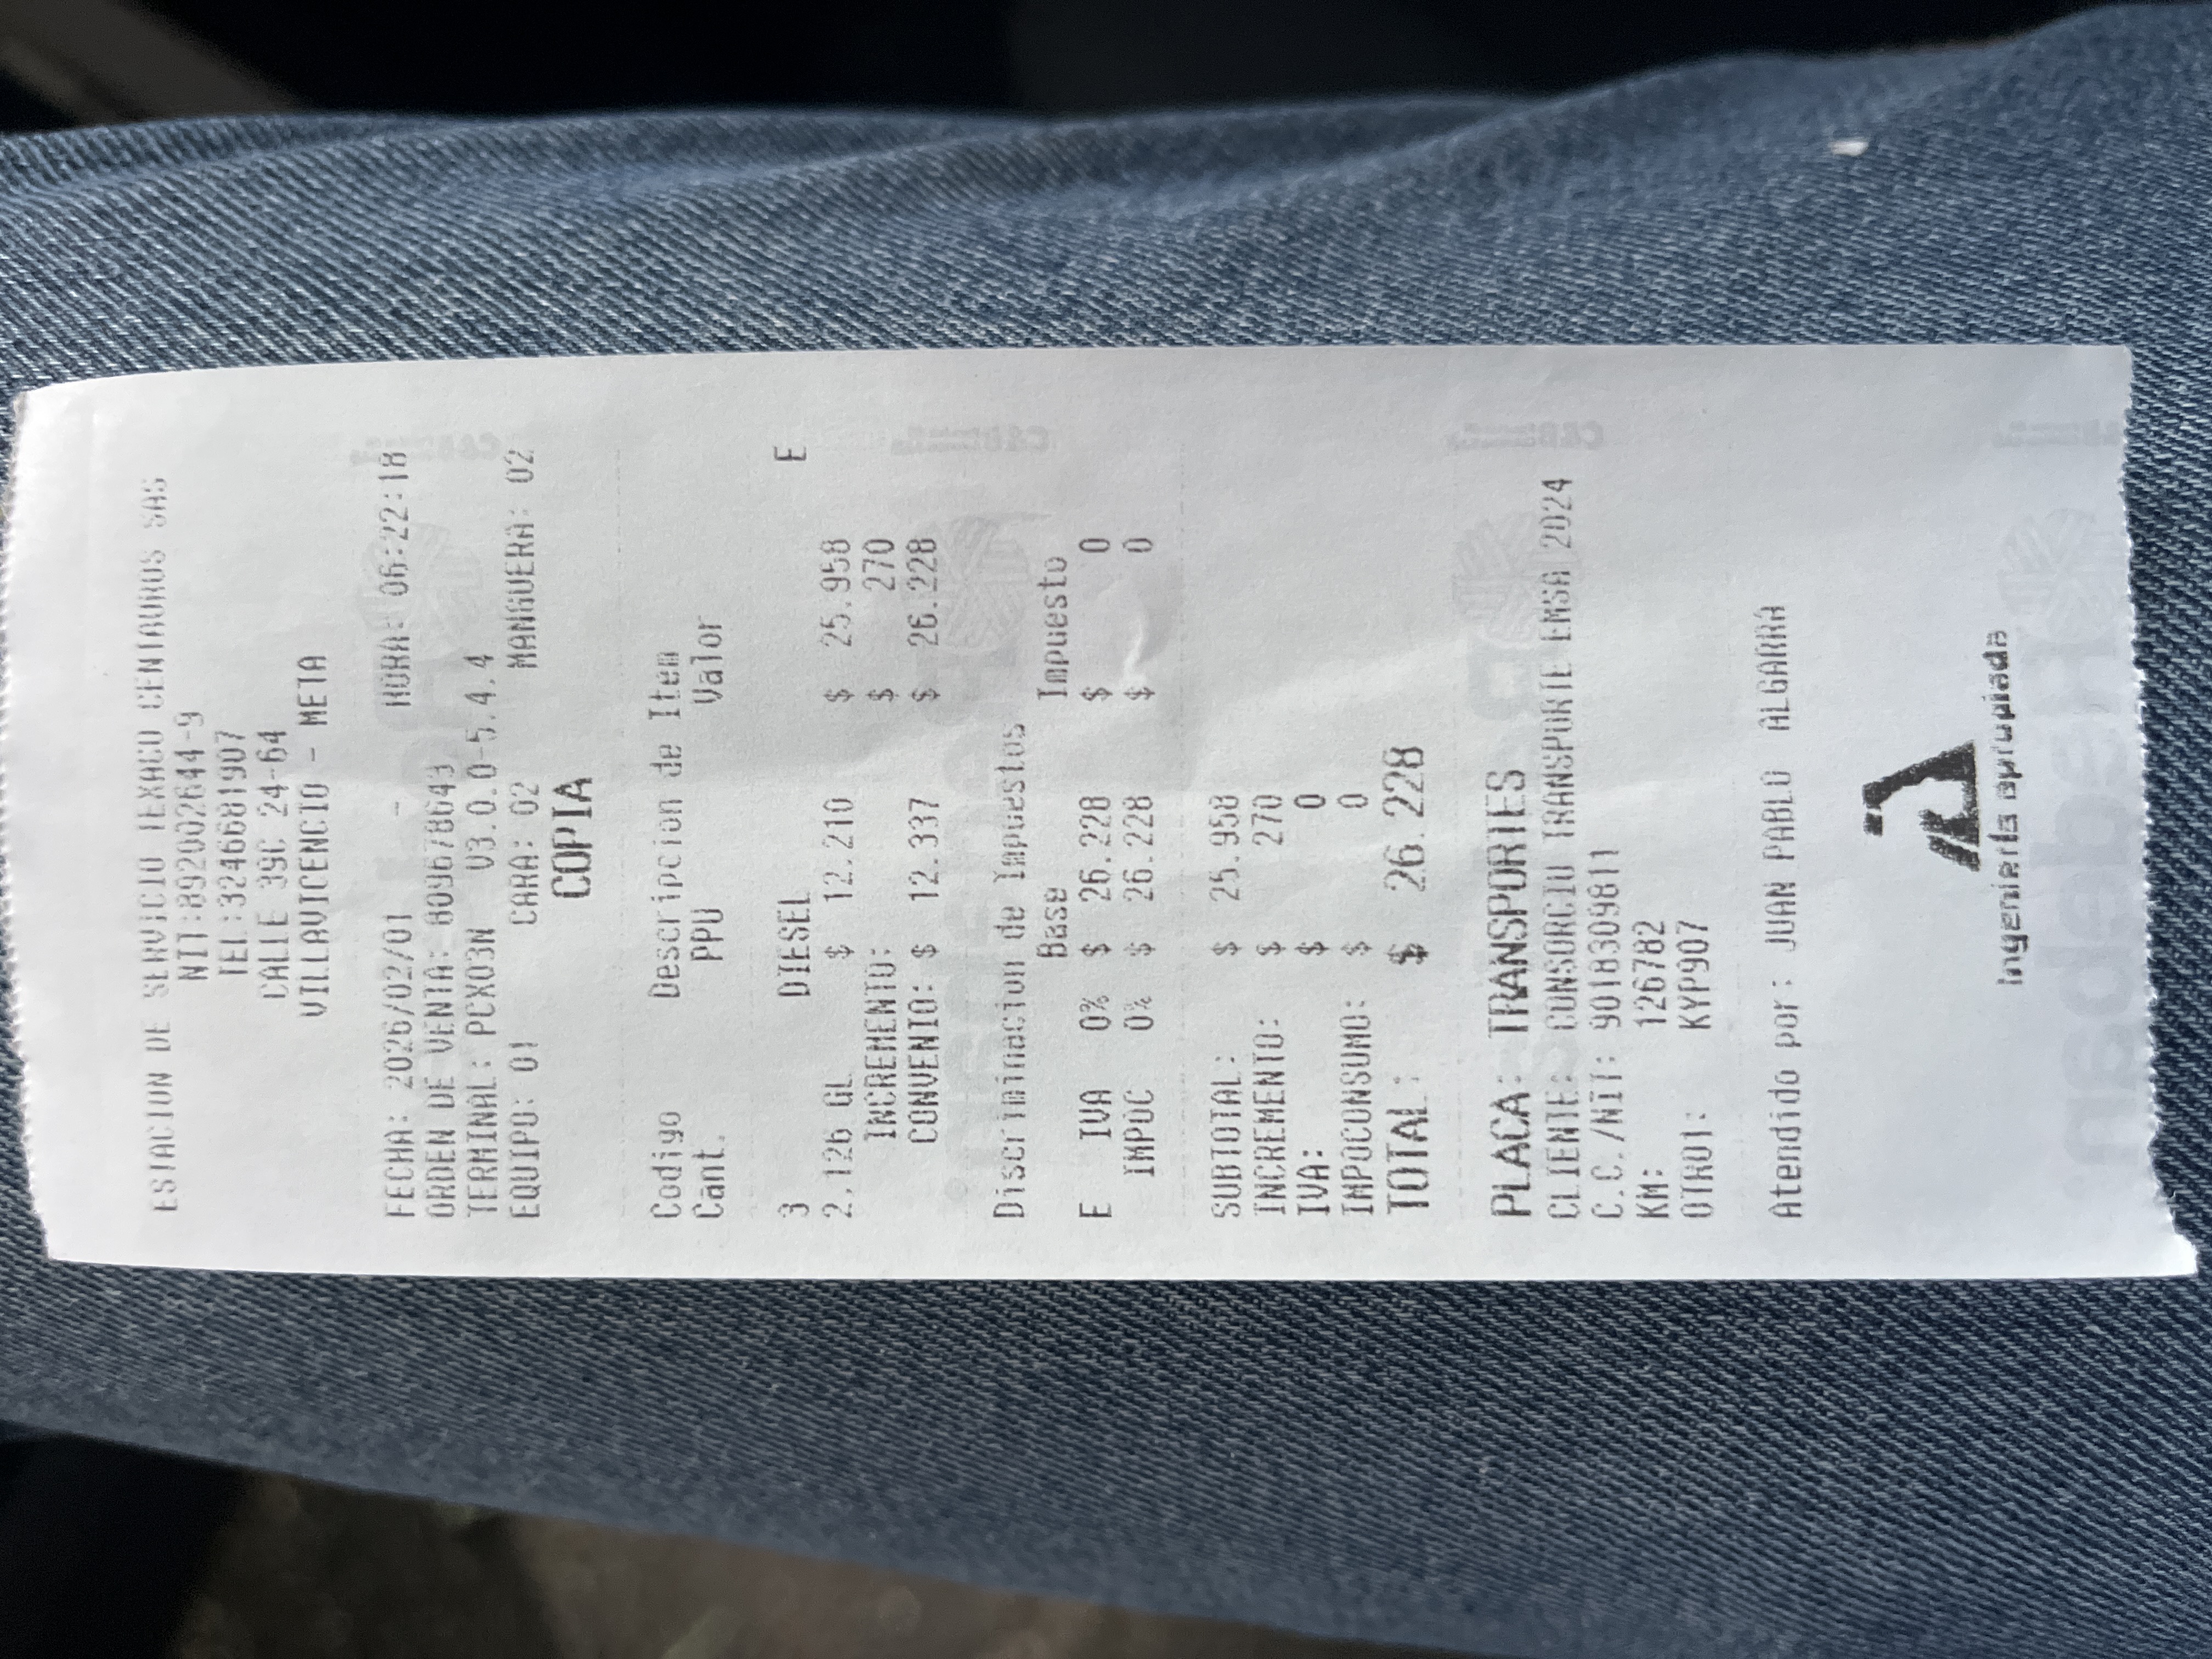 ESTACION DE SERVICIO TEXACO CENTAUROS SAS
NIT:892002644-9
TEL:3246681907
CALLE 39C 24-64
VILLAVICENCIO - META
FECHA: 2026/02/01 - HORA: 06:22:18
ORDEN DE VENTA: 809678643
TERMINAL: PCX03N V3.0.0-5.4.4
EQUIPO: 01 CARA: 02 MANGUERA: 02
COPIA
Codigo Descripcion de Item
Cant. PPU Valor
3 DIESEL E
2,126 GL $ 12.210 $ 25.958
INCREMENTO: $ 270
CONVENIO: $ 12.337 $ 26.228
Discriminacion de Impuestos
Base Impuesto
E IVA 0% $ 26.228 $ 0
IMPOC 0% $ 26.228 $ 0
SUBTOTAL: $ 25.958
INCREMENTO: $ 270
IVA: $ 0
IMPOCONSUMO: $ 0
TOTAL: $ 26.228
PLACA: TRANSPORTES
CLIENTE: CONSORCIO TRANSPORTE EMSA 2024
C.C./NIT: 9018309811
KM: 126782
OTRO1: KYP907
Atendido por: JUAN PABLO ALGARRA
Ingeniería apropiada